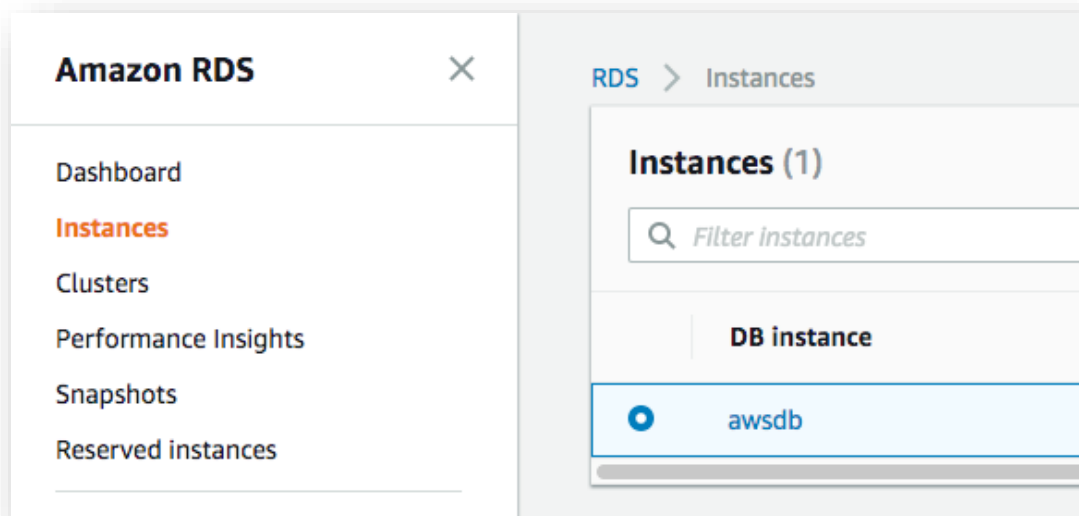 Amazon RDS
Dashboard
Instances
Clusters
Performance Insights
Snapshots
Reserved instances
RDS > Instances
Instances (1)
Filter instances
DB instance
awsdb